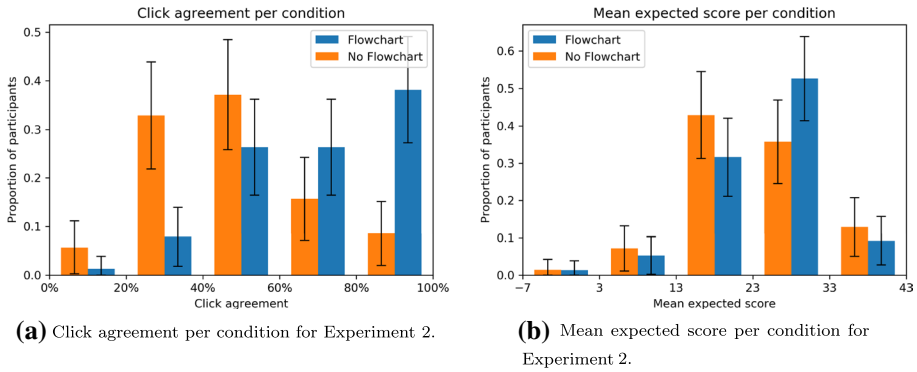 Click agreement per condition
Flowchart
No Flowchart
Proportion of participants
0.5
0.4
0.3
0.2
0.1
0.0
0%
20%
40%
60%
80%
100%
Click agreement
(a) Click agreement per condition for Experiment 2.
Mean expected score per condition
Flowchart
No Flowchart
Proportion of participants
0.6
0.5
0.4
0.3
0.2
0.1
0.0
−7
3
13
23
33
43
Mean expected score
(b) Mean expected score per condition for
Experiment 2.